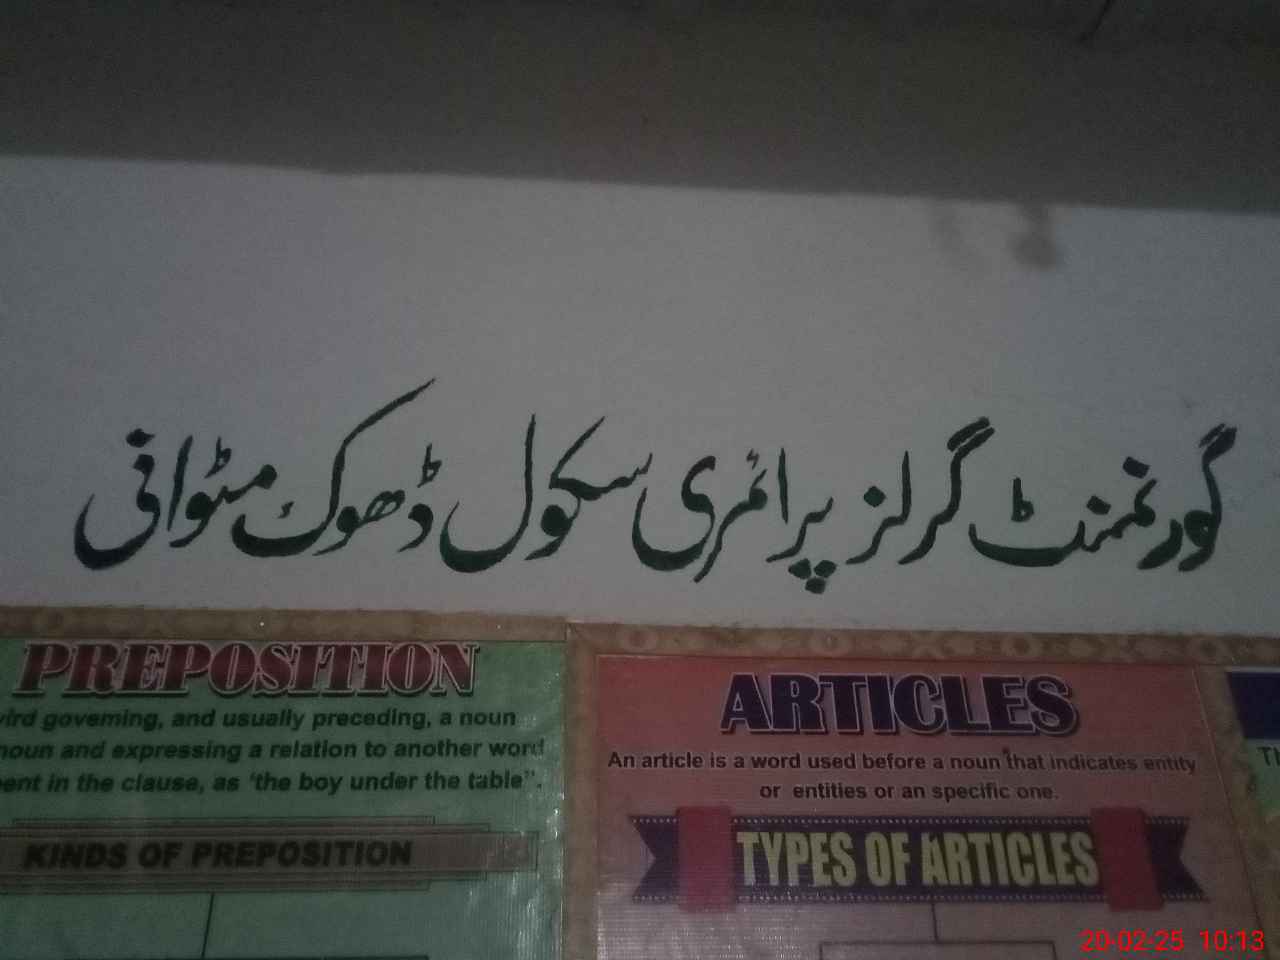 گورنمنٹ گرلز پرائمری سکول ڈھوک مٹوانی
PREPOSITION
governing, and usually preceding, a noun
noun and expressing a relation to another word
in the clause, as 'the boy under the table".
KINDS OF PREPOSITION
ARTICLES
An article is a word used before a noun that indicates entity
or entities or an specific one.
TYPES OF ARTICLES
20-02-25 10:13